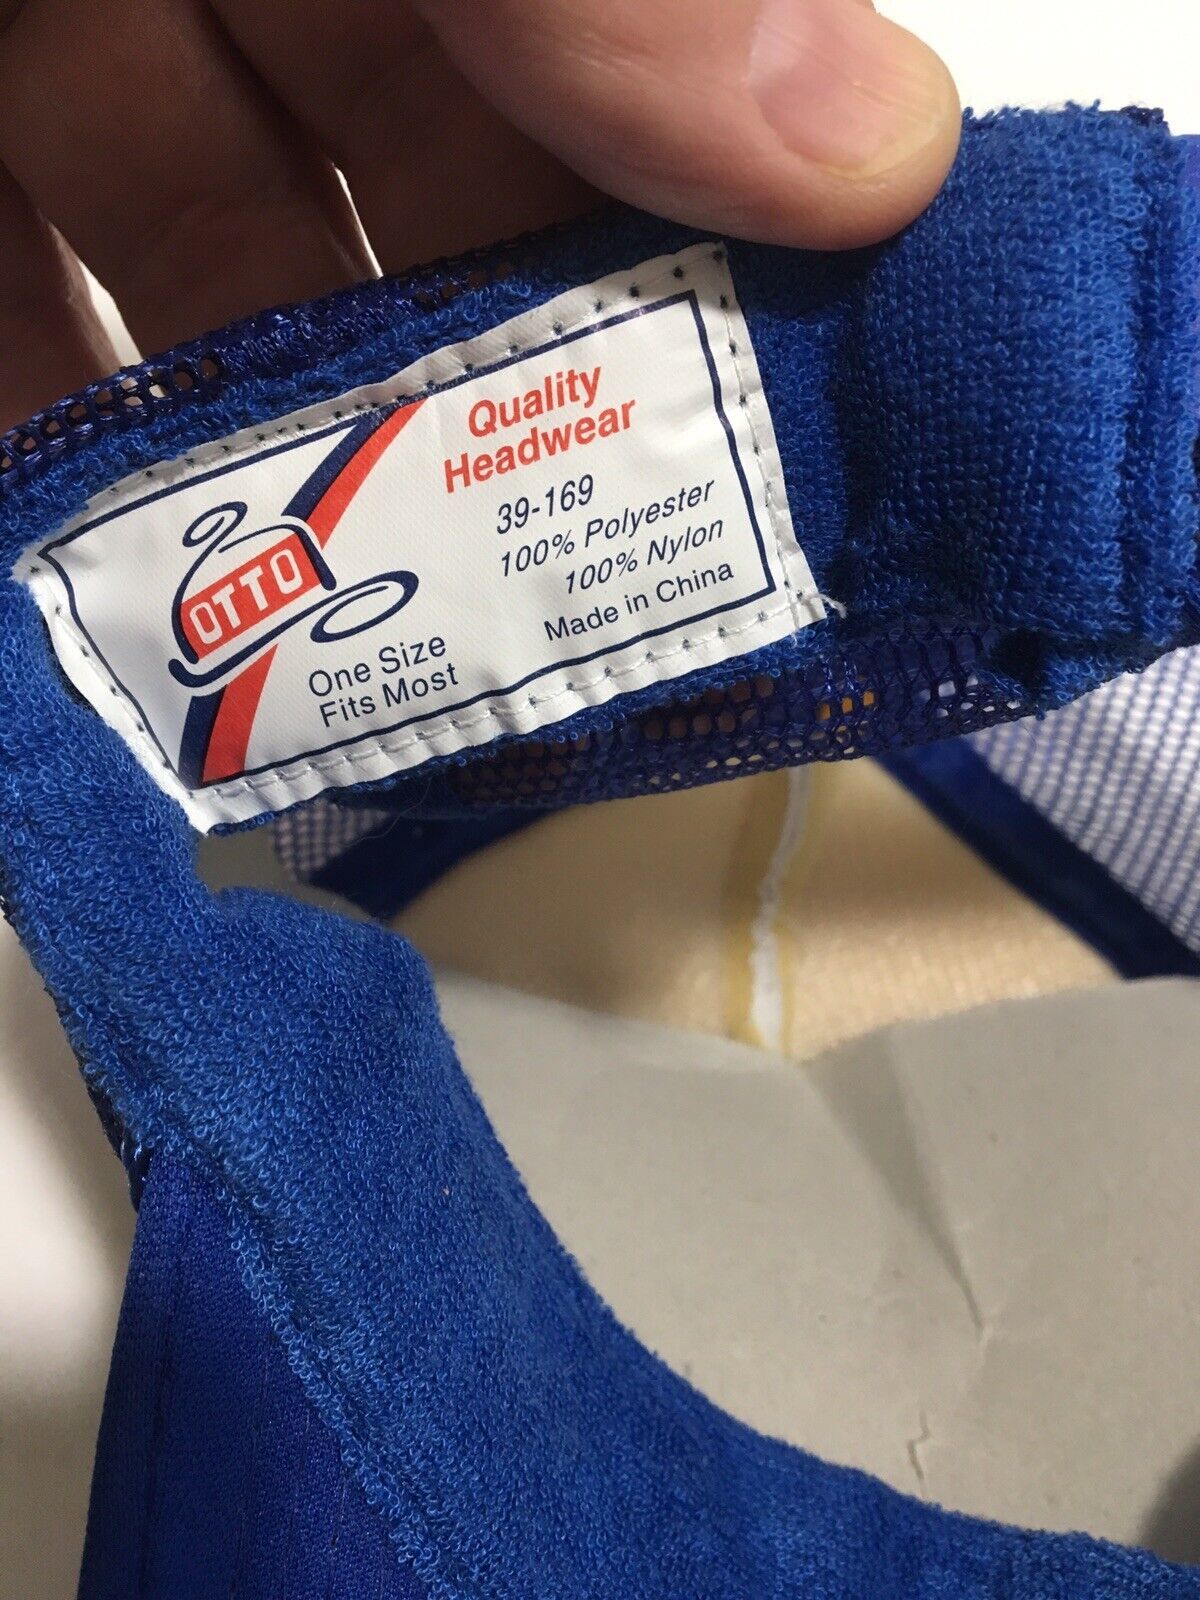 Quality
Headwear
39-169
100% Polyester
100% Nylon
Made in China
OTTO
One Size
Fits Most